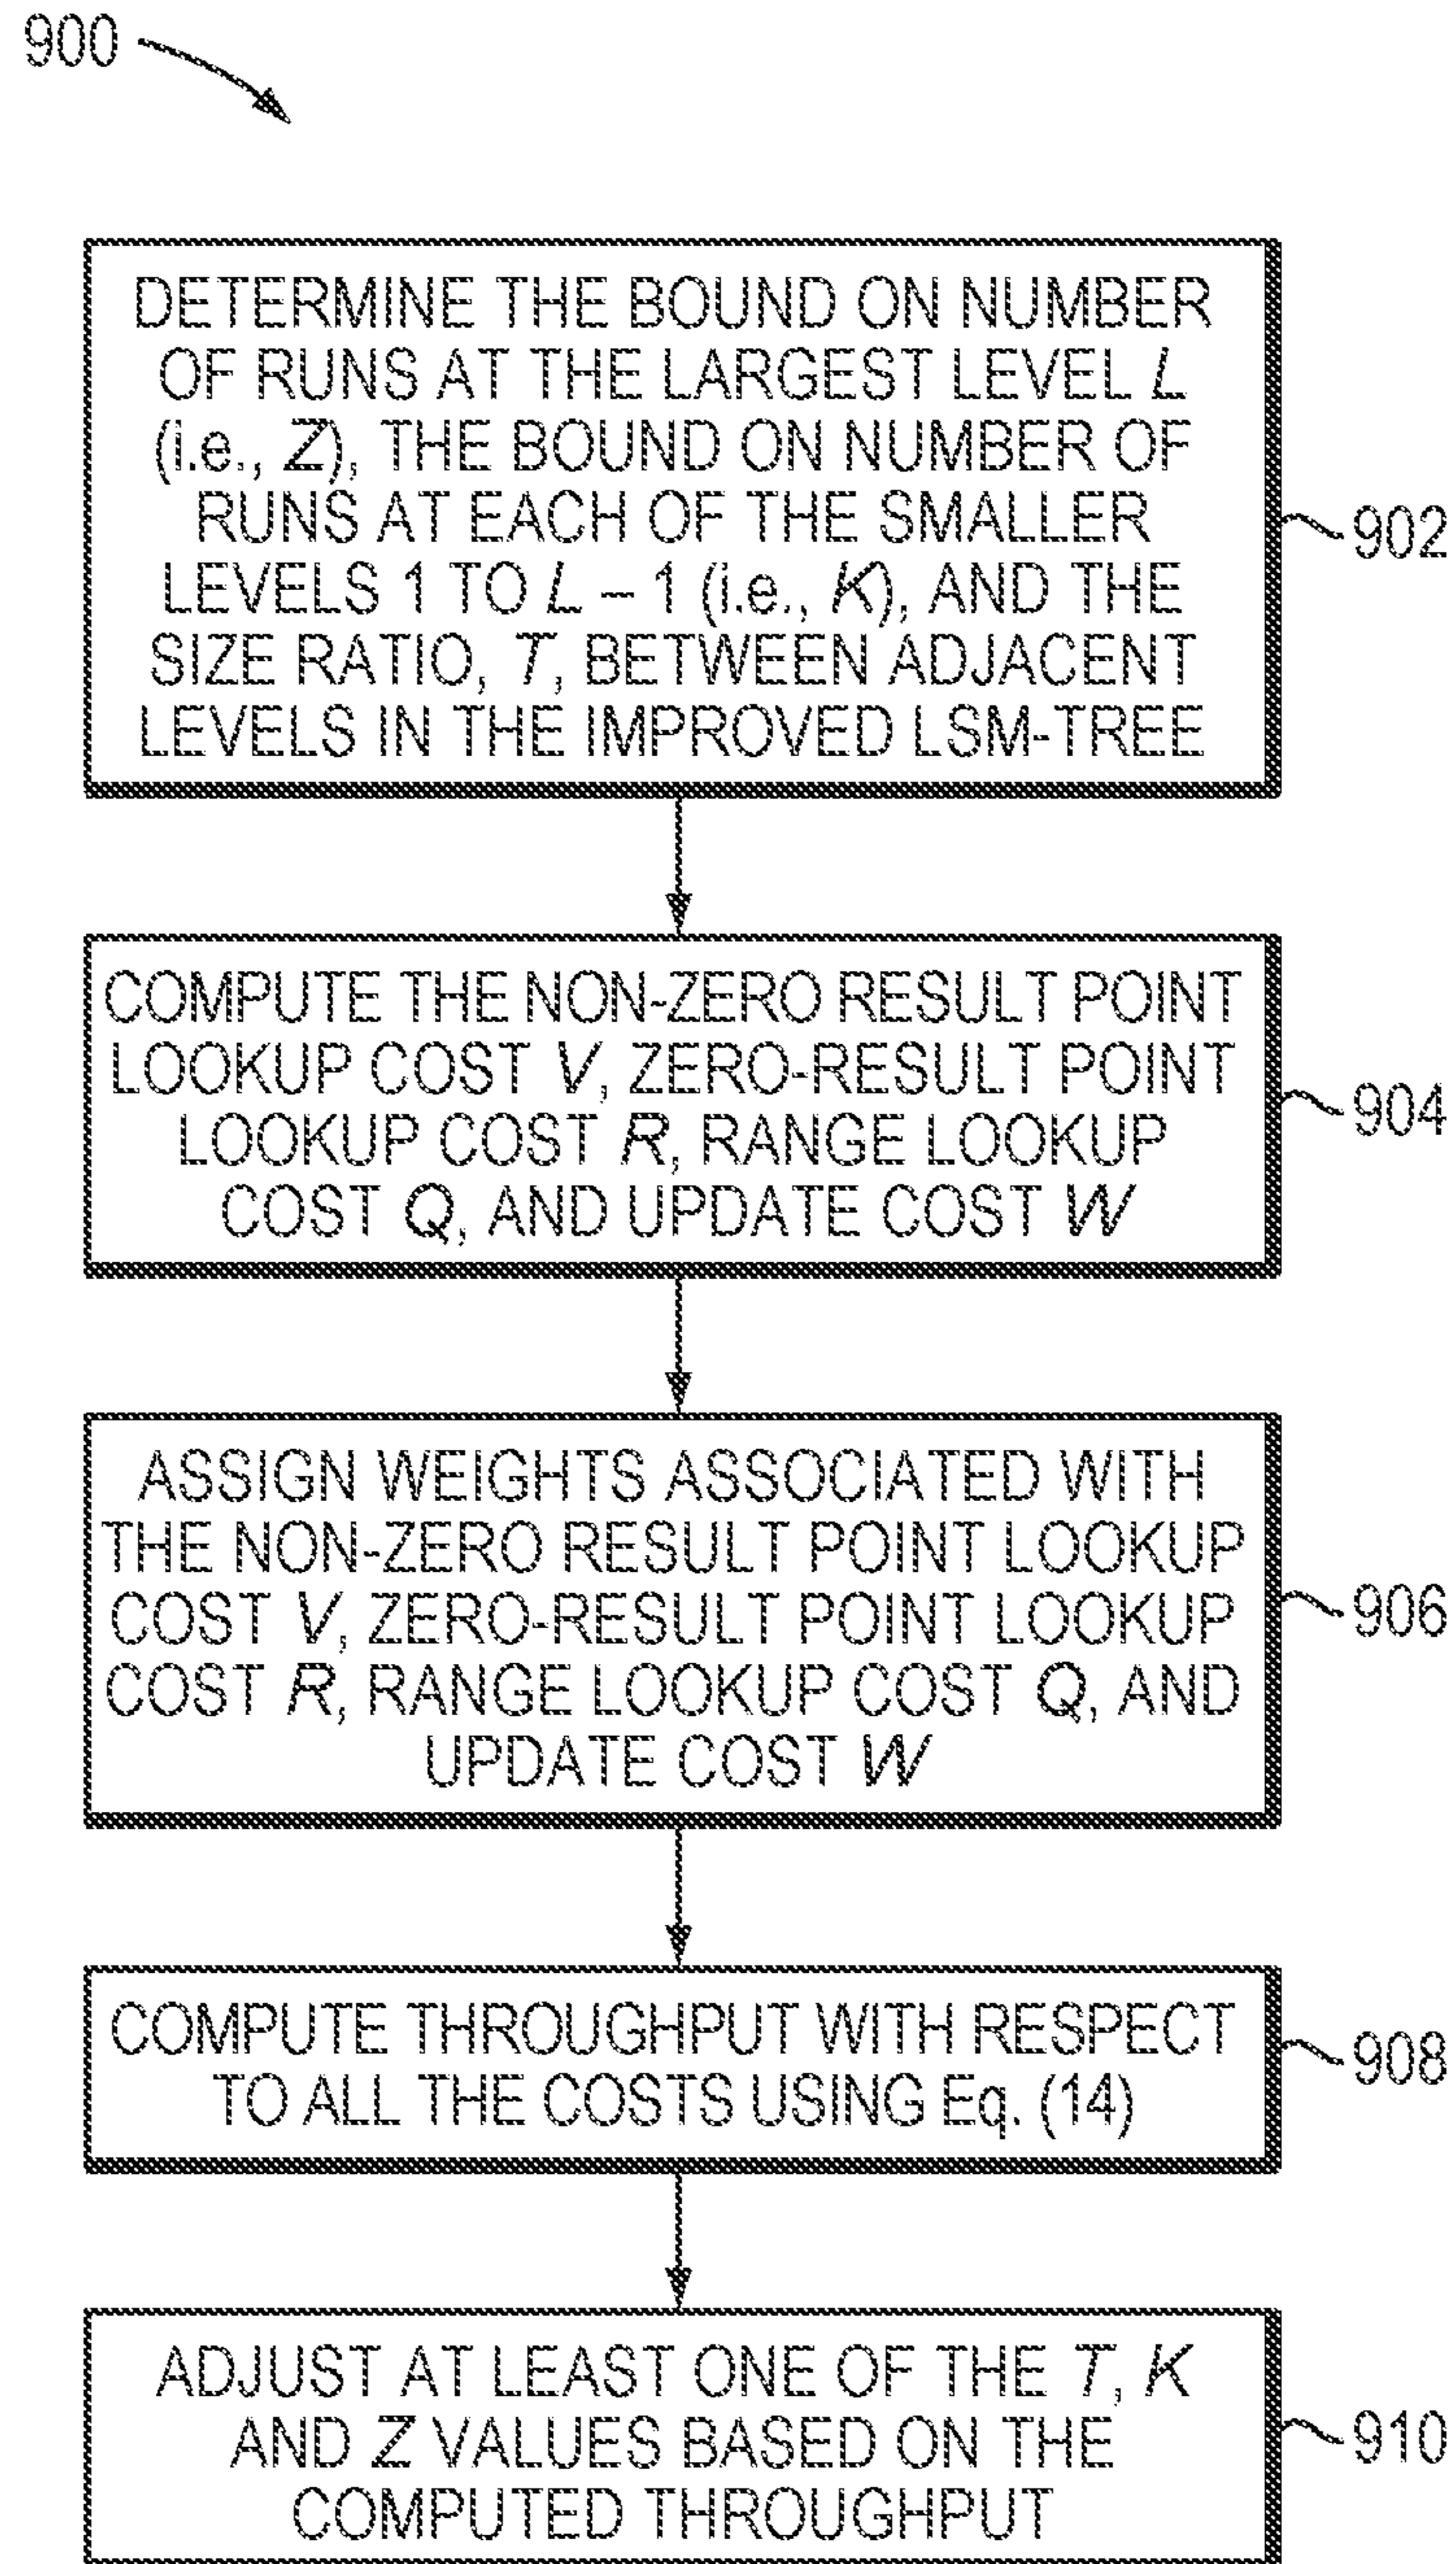 900
DETERMINE THE BOUND ON NUMBER
OF RUNS AT THE LARGEST LEVEL L
(i.e., Z), THE BOUND ON NUMBER OF
RUNS AT EACH OF THE SMALLER
LEVELS 1 TO L – 1 (i.e., K), AND THE
SIZE RATIO, T, BETWEEN ADJACENT
LEVELS IN THE IMPROVED LSM-TREE
902
COMPUTE THE NON-ZERO RESULT POINT
LOOKUP COST V, ZERO-RESULT POINT
LOOKUP COST R, RANGE LOOKUP
COST Q, AND UPDATE COST W
904
ASSIGN WEIGHTS ASSOCIATED WITH
THE NON-ZERO RESULT POINT LOOKUP
COST V, ZERO-RESULT POINT LOOKUP
COST R, RANGE LOOKUP COST Q, AND
UPDATE COST W
906
COMPUTE THROUGHPUT WITH RESPECT
TO ALL THE COSTS USING Eq. (14)
908
ADJUST AT LEAST ONE OF THE T, K
AND Z VALUES BASED ON THE
COMPUTED THROUGHPUT
910